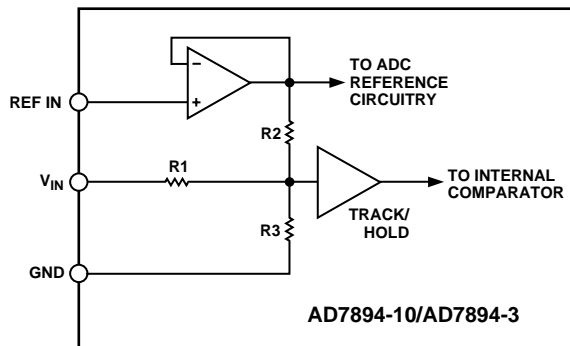 TO ADC
REFERENCE
CIRCUITRY
−
+
REF IN
R2
R1
VIN
TO INTERNAL
COMPARATOR
TRACK/
HOLD
R3
GND
AD7894-10/AD7894-3